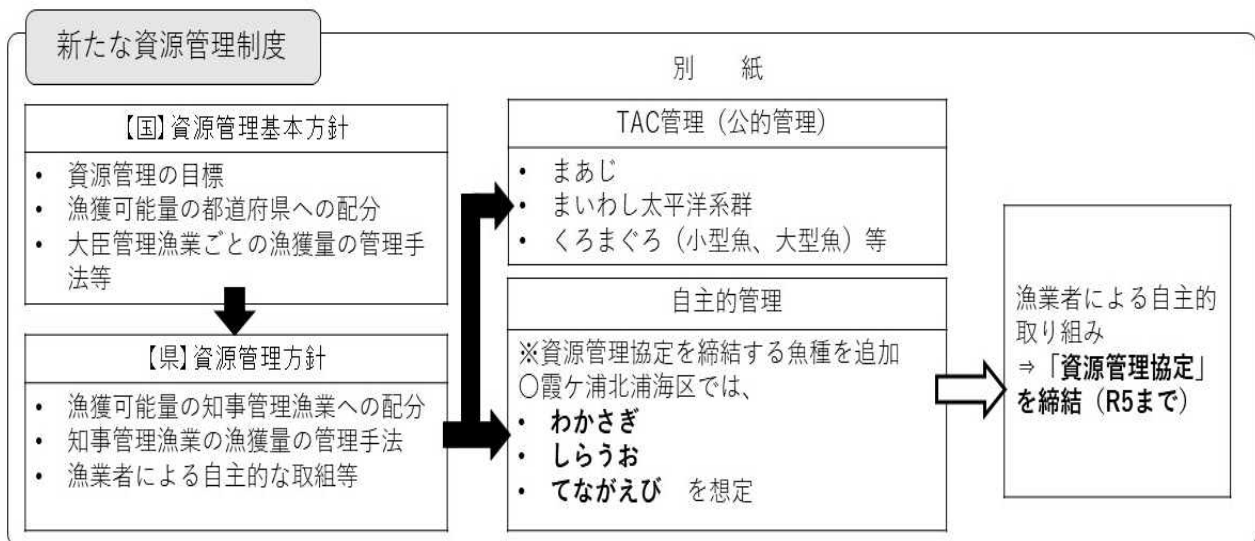 新たな資源管理制度
別　紙
【国】資源管理基本方針
• 資源管理の目標
• 漁獲可能量の都道府県への配分
• 大臣管理漁業ごとの漁獲量の管理手
法等
【県】資源管理方針
• 漁獲可能量の知事管理漁業への配分
• 知事管理漁業の漁獲量の管理手法
• 漁業者による自主的な取組等
TAC管理（公的管理）
• まあじ
• まいわし太平洋系群
• くろまぐろ（小型魚、大型魚）等
自主的管理
※資源管理協定を締結する魚種を追加
〇霞ケ浦北浦海区では、
• わかさぎ
• しらうお
• てながえび　を想定
漁業者による自主的
取り組み
⇒「資源管理協定」
を締結（R5まで）